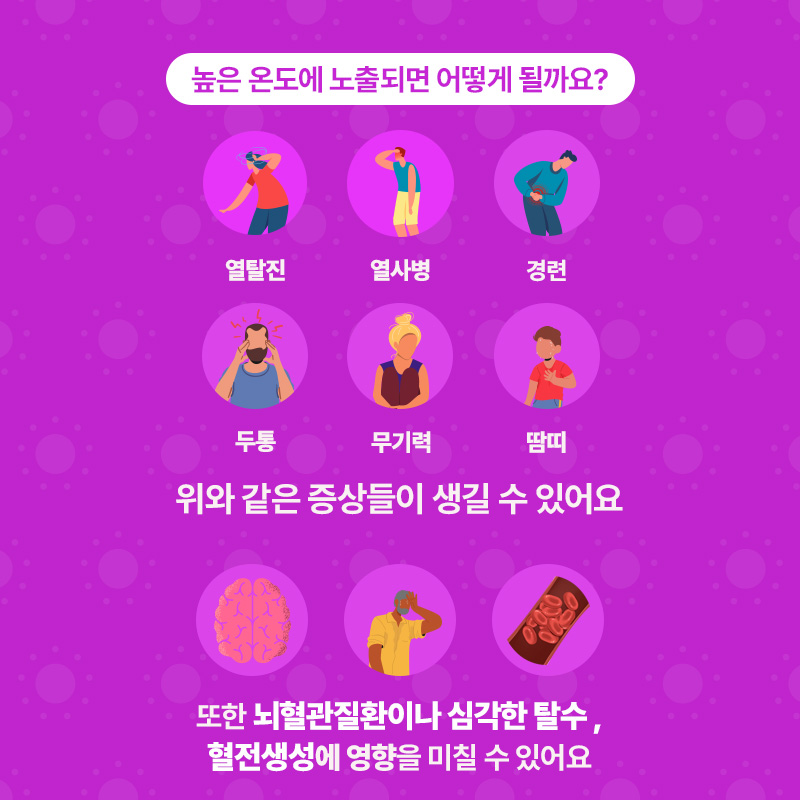 높은 온도에 노출되면 어떻게 될까요?
열탈진 열사병 경련
두통 무기력 땀띠
위와 같은 증상들이 생길 수 있어요
또한 뇌혈관질환이나 심각한 탈수 ,
혈전생성에 영향을 미칠 수 있어요